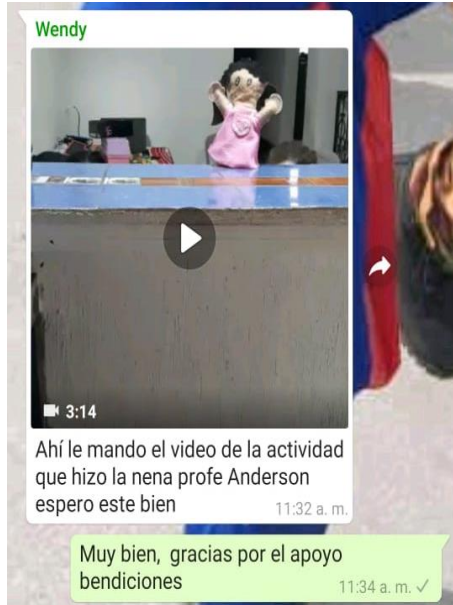 Wendy
3:14
Ahí le mando el video de la actividad
que hizo la nena profe Anderson
espero este bien
11:32 a. m.
Muy bien, gracias por el apoyo
bendiciones
11:34 a. m.